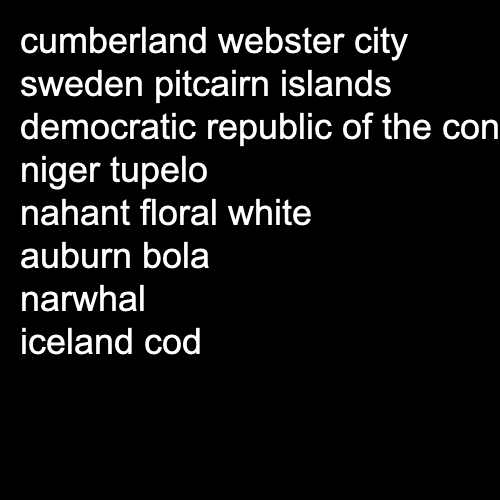 cumberland webster city
sweden pitcairn islands
democratic republic of the con
niger tupelo
nahant floral white
auburn bola
narwhal
iceland cod